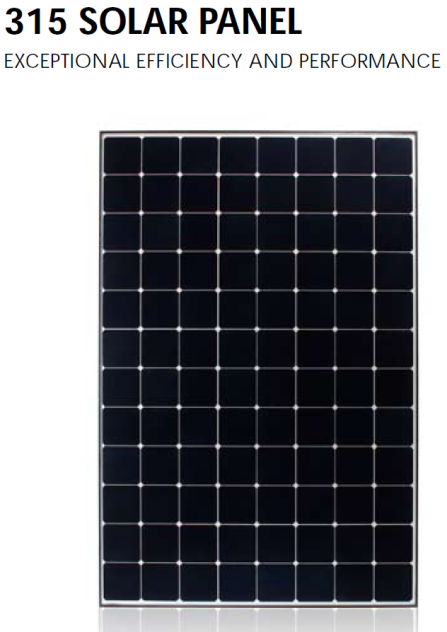 315 SOLAR PANEL
EXCEPTIONAL EFFICIENCY AND PERFORMANCE